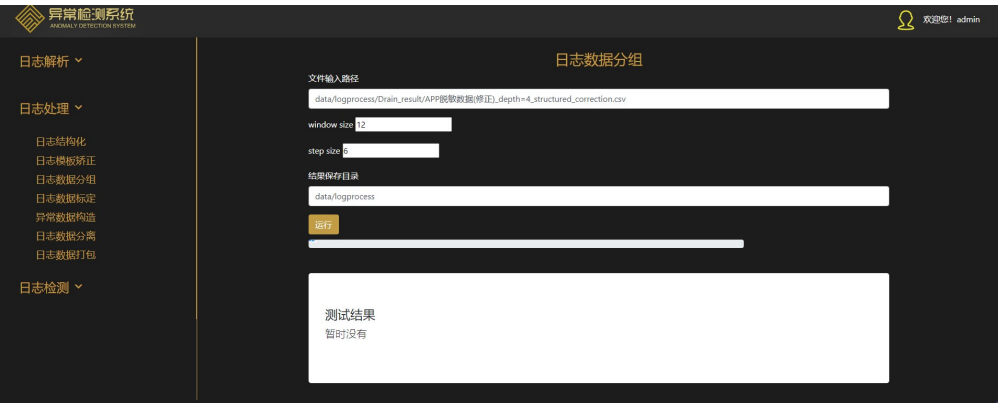 异常检测系统
ANOMALY DETECTION SYSTEM
欢迎您！admin
日志解析
日志处理
日志结构化
日志模板矫正
日志数据分组
日志数据标定
异常数据构造
日志数据分离
日志数据打包
日志检测
日志数据分组
文件输入路径
data/logprocess/Drain_result/APP脱敏数据(修正)_depth=4_structured_correction.csv
window size 12
step size 6
结果保存目录
data/logprocess
运行
测试结果
暂时没有